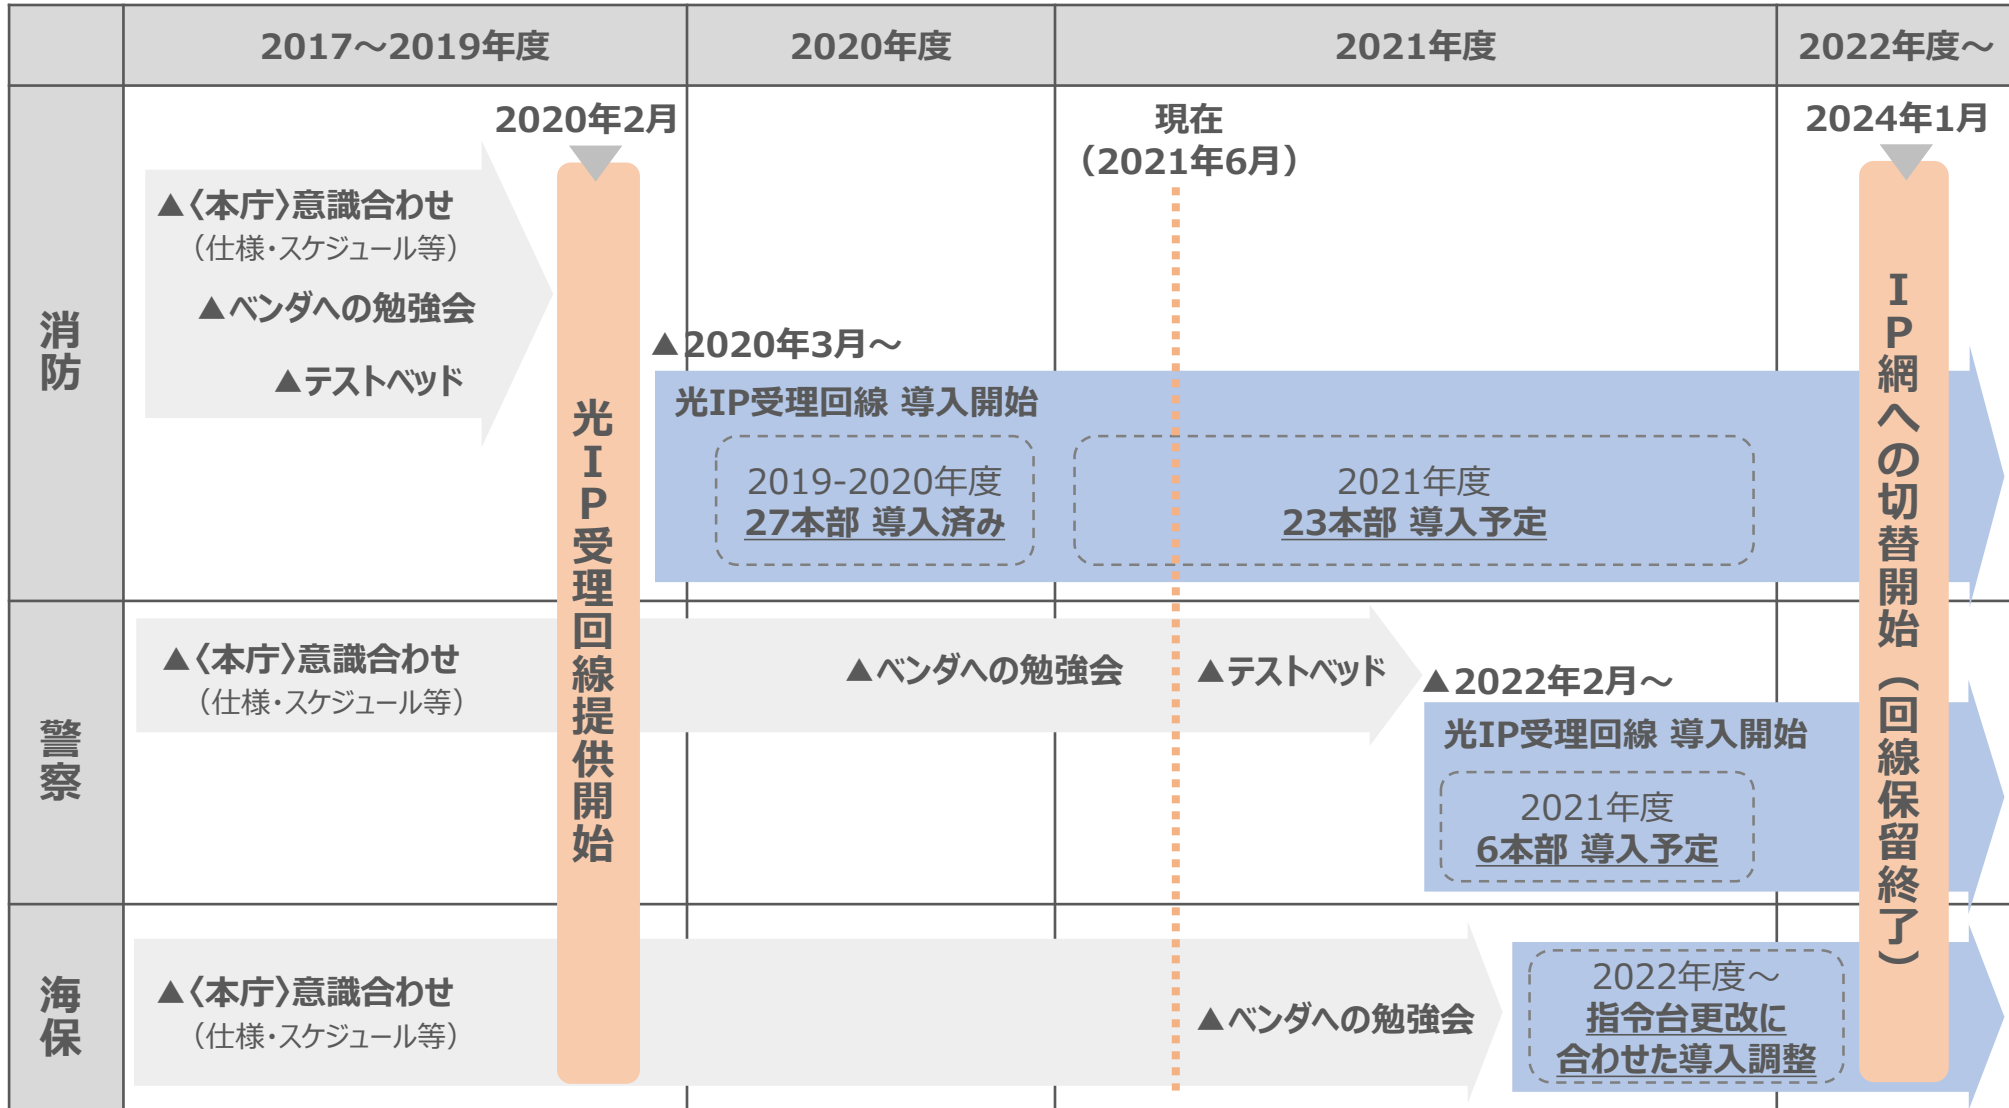 2017～2019年度
2020年度
2021年度
2022年度～
消防
2020年2月
現在
（2021年6月）
2024年1月
▲〈本庁〉意識合わせ
（仕様・スケジュール等）
▲ベンダへの勉強会
▲テストベッド
光IP受理回線提供開始
▲2020年3月～
光IP受理回線 導入開始
2019-2020年度
27本部 導入済み
2021年度
23本部 導入予定
IP網への切替開始（回線保留終了）
警察
▲〈本庁〉意識合わせ
（仕様・スケジュール等）
▲ベンダへの勉強会
▲テストベッド
▲2022年2月～
光IP受理回線 導入開始
2021年度
6本部 導入予定
海保
▲〈本庁〉意識合わせ
（仕様・スケジュール等）
▲ベンダへの勉強会
2022年度～
指令台更改に
合わせた導入調整